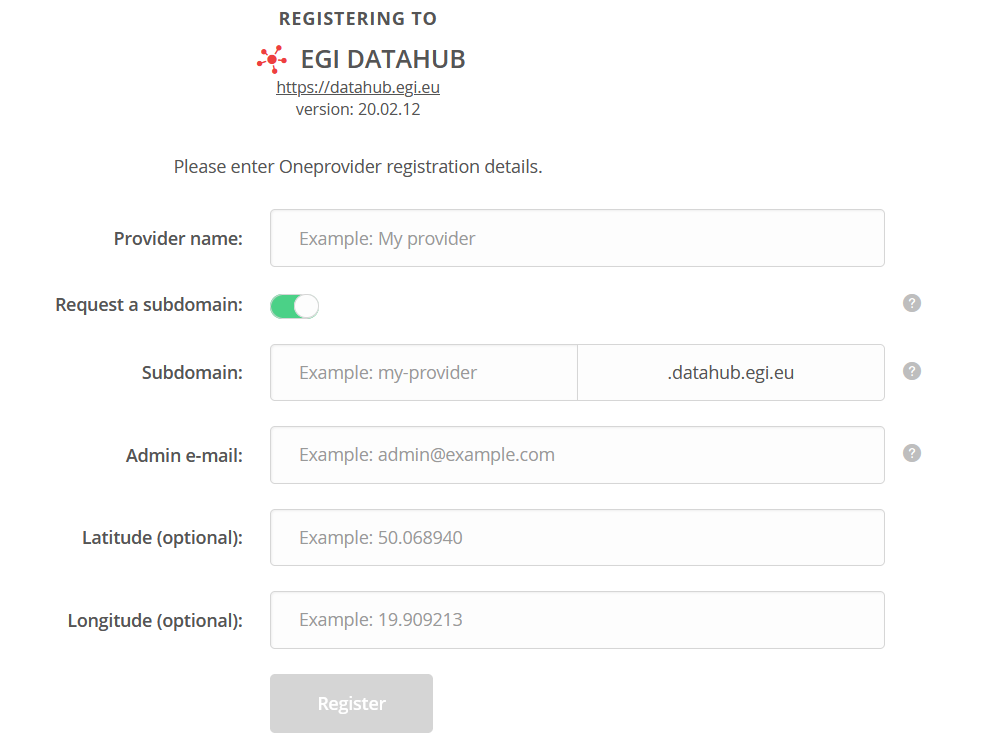 REGISTERING TO
EGI DATAHUB
https://datahub.egi.eu
version: 20.02.12
Please enter Oneprovider registration details.
Provider name: Example: My provider
Request a subdomain: ?
Subdomain: Example: my-provider .datahub.egi.eu ?
Admin e-mail: Example: admin@example.com ?
Latitude (optional): Example: 50.068940
Longitude (optional): Example: 19.909213
Register